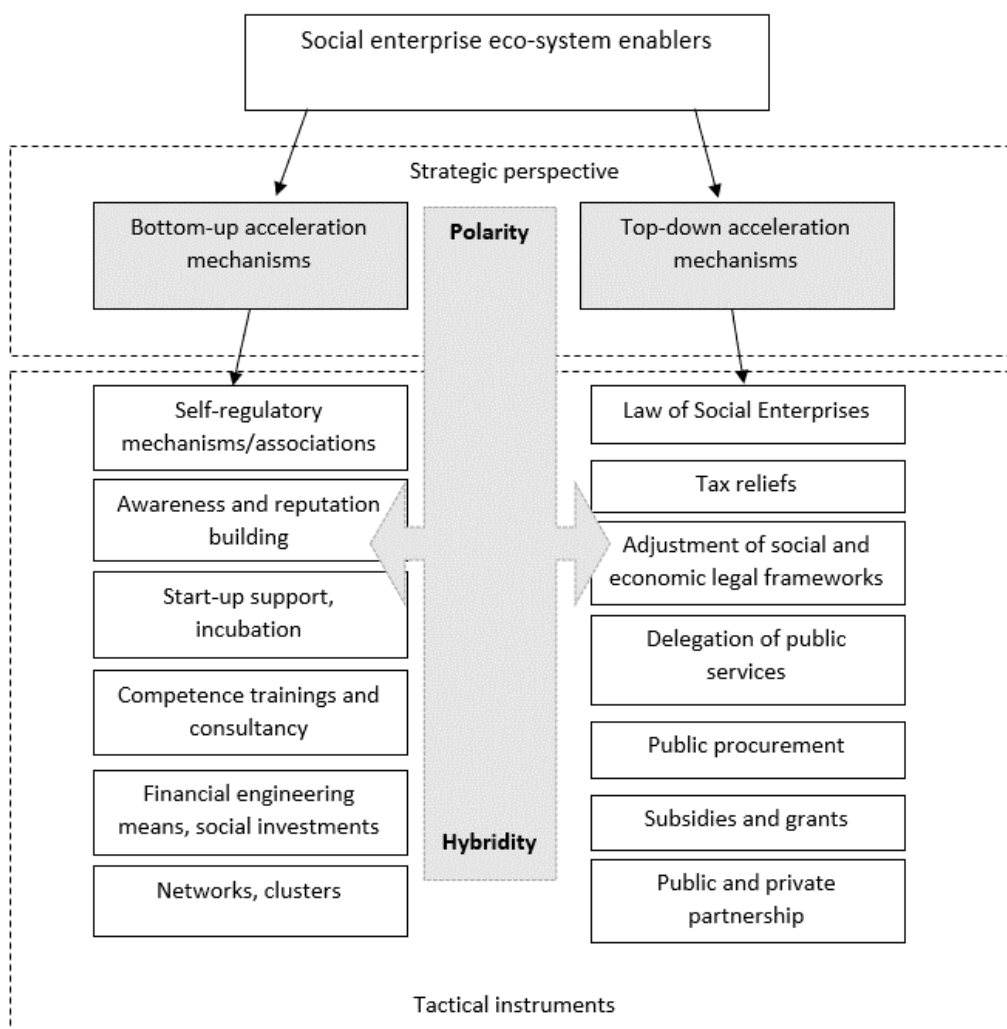 Social enterprise eco-system enablers
Strategic perspective
Bottom-up acceleration
mechanisms
Polarity
Top-down acceleration
mechanisms
Self-regulatory
mechanisms/associations
Awareness and reputation
building
Start-up support,
incubation
Competence trainings and
consultancy
Financial engineering
means, social investments
Networks, clusters
Hybridity
Law of Social Enterprises
Tax reliefs
Adjustment of social and
economic legal frameworks
Delegation of public
services
Public procurement
Subsidies and grants
Public and private
partnership
Tactical instruments